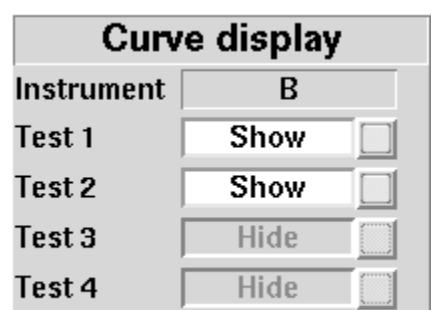 Curve display
Instrument B
Test 1 Show
Test 2 Show
Test 3 Hide
Test 4 Hide